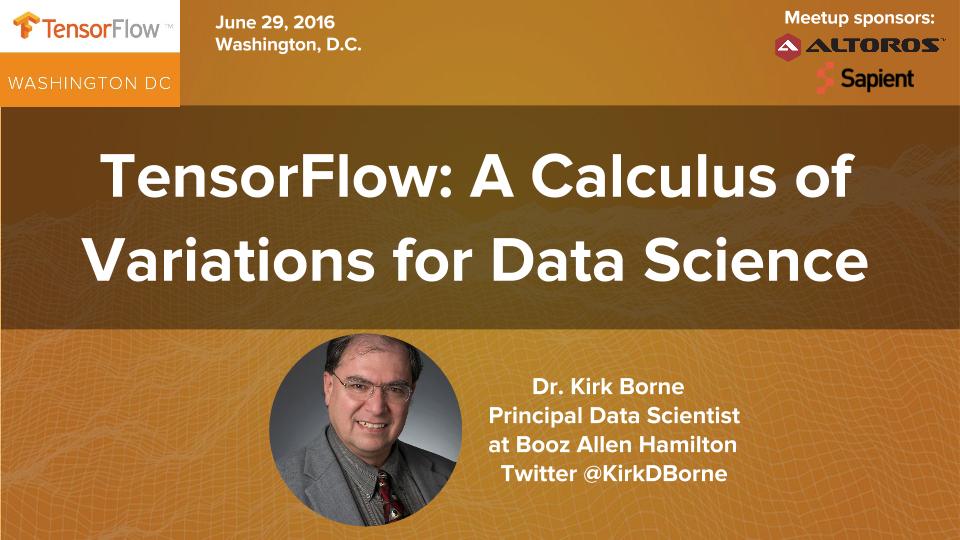 TensorFlow™
WASHINGTON DC
June 29, 2016
Washington, D.C.
Meetup sponsors:
ALTOROS™
Sapient
TensorFlow: A Calculus of
Variations for Data Science
Dr. Kirk Borne
Principal Data Scientist
at Booz Allen Hamilton
Twitter @KirkDBorne